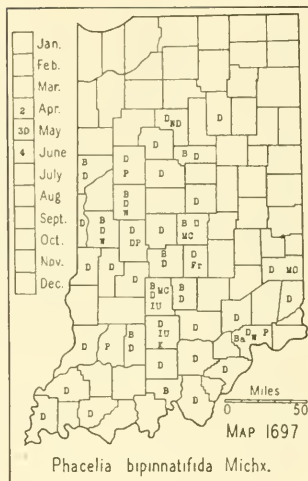 Jan.
Feb.
Mar.
2 Apr.
30 May
4 June
July
Aug
Sept.
Oct.
Nov.
Dec.
D ND D
D B D
B D D P D
B D W D
D B D W D DP B D MC
B D D Fr
D D D D MO
B D MC IU B D
D IU K D Ba D W P D
D P B D D
D D B D
D D
Miles
0 50
MAP 1697
Phacelia bipinnatifida Michx.